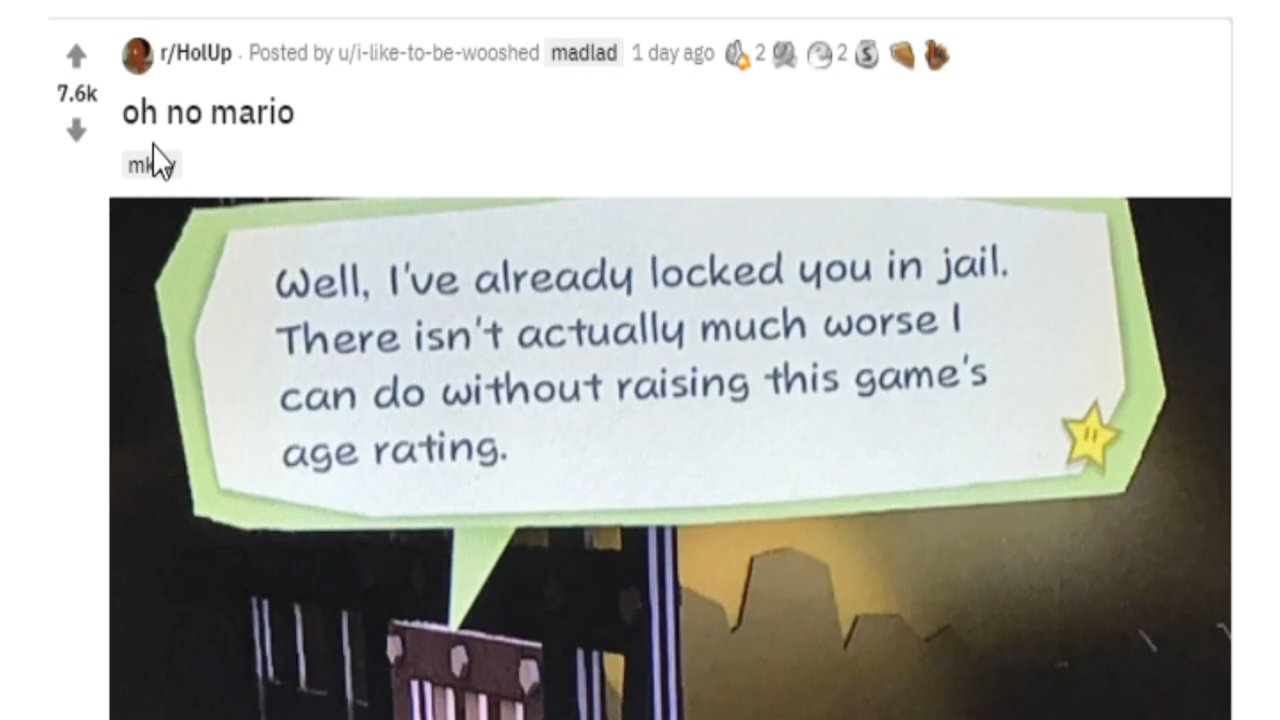 r/HolUp · Posted by u/i-like-to-be-wooshed madlad 1 day ago 2 2 S
7.6k
oh no mario
Well, I've already locked you in jail.
There isn't actually much worse I
can do without raising this game's
age rating.